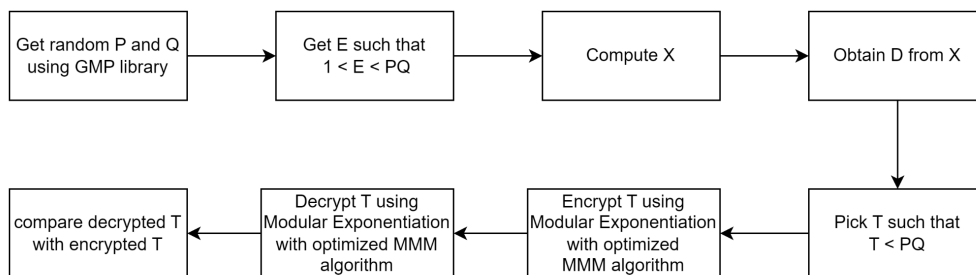 Get random P and Q
using GMP library
Get E such that
1 < E < PQ
Compute X
Obtain D from X
Pick T such that
T < PQ
Encrypt T using
Modular Exponentiation
with optimized
MMM algorithm
Decrypt T using
Modular Exponentiation
with optimized MMM
algorithm
compare decrypted T
with encrypted T